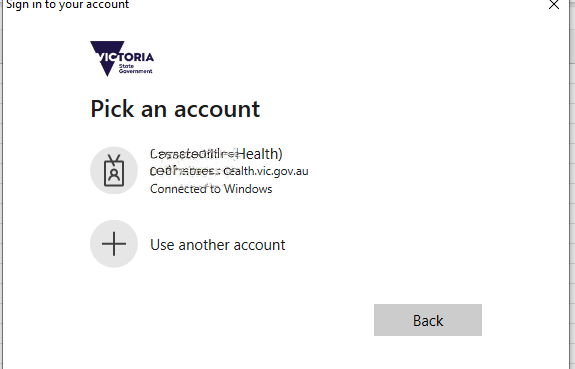 Sign in to your account
VICTORIA
State
Government
Pick an account
Health)
ealth.vic.gov.au
Connected to Windows
Use another account
Back